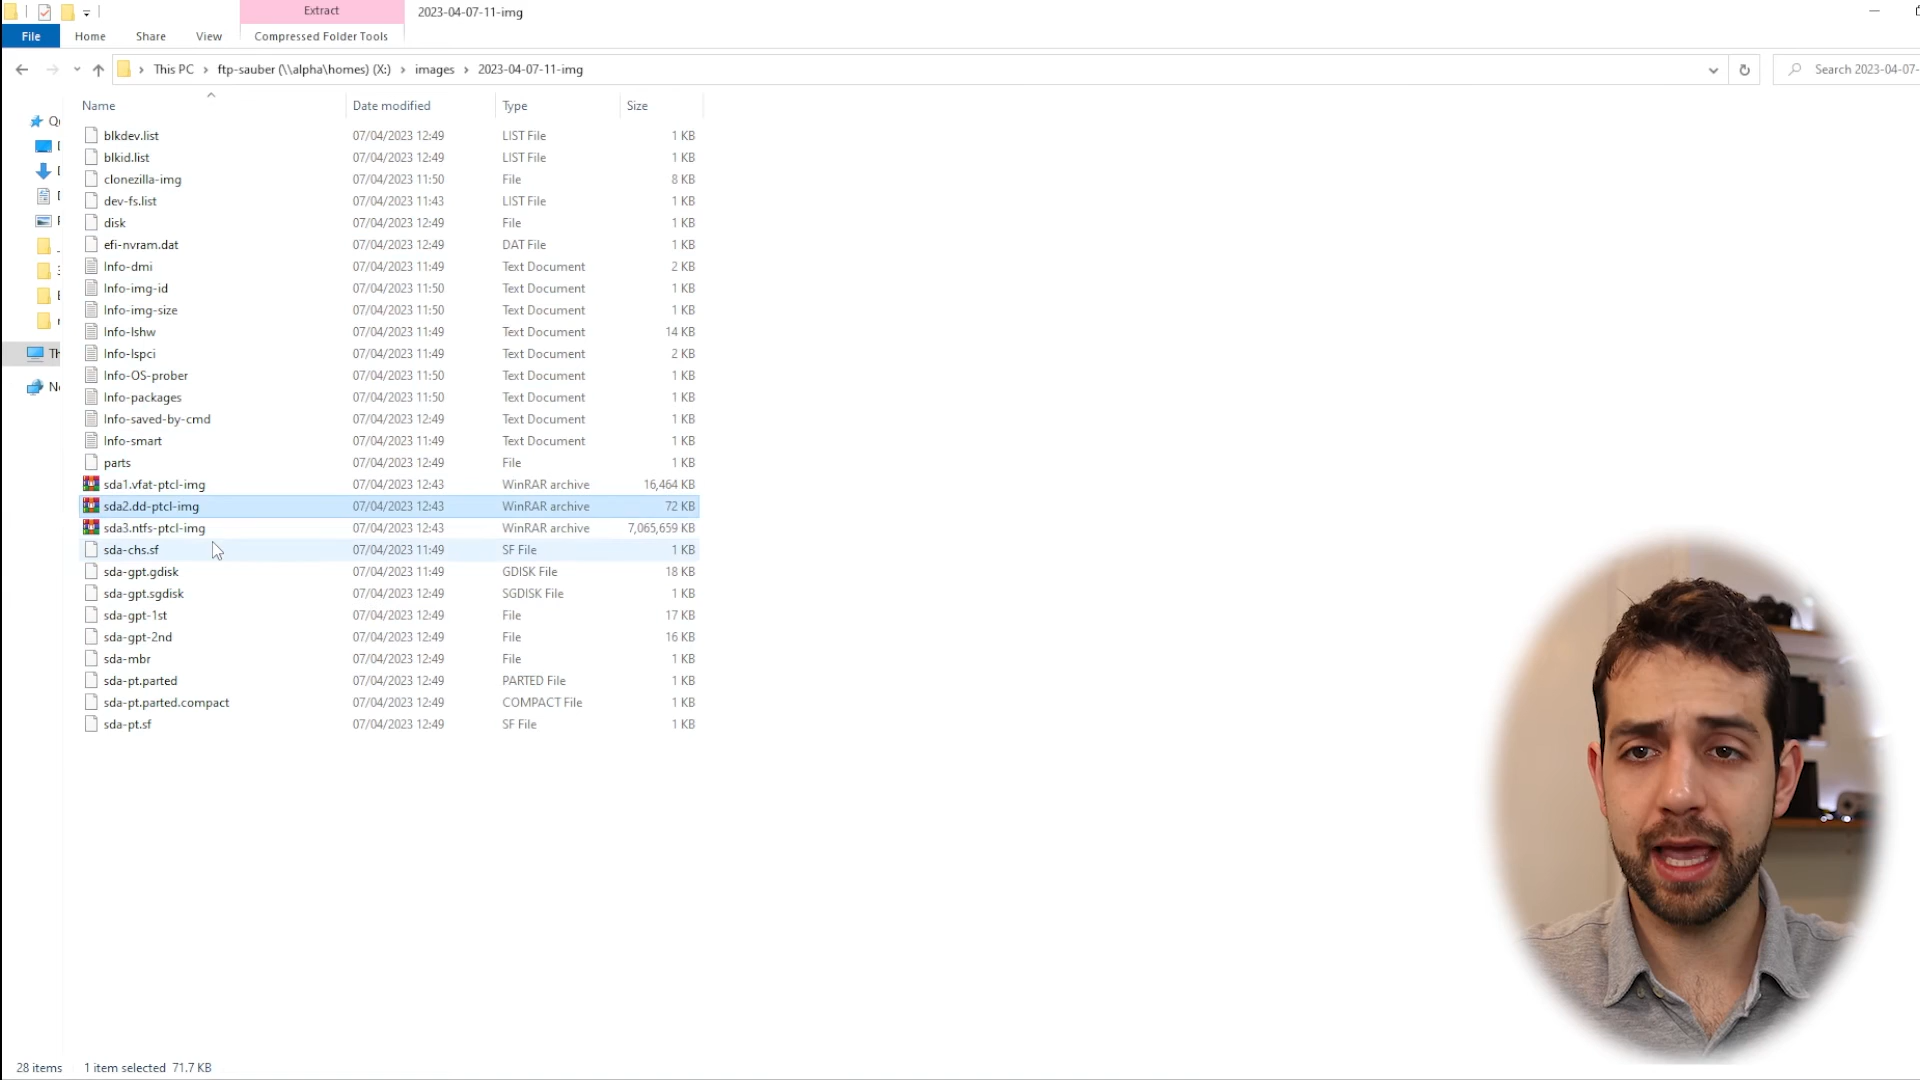 Extract 2023-04-07-11-img
File Home Share View Compressed Folder Tools
This PC ftp-sauber (\\alpha\homes) (X:) images 2023-04-07-11-img Search 2023-04-07-
Name Date modified Type Size
blkdev.list 07/04/2023 12:49 LIST File 1 KB
blkid.list 07/04/2023 12:49 LIST File 1 KB
clonezilla-img 07/04/2023 11:50 File 8 KB
dev-fs.list 07/04/2023 11:43 LIST File 1 KB
disk 07/04/2023 12:49 File 1 KB
efi-nvram.dat 07/04/2023 12:49 DAT File 1 KB
Info-dmi 07/04/2023 11:49 Text Document 2 KB
Info-img-id 07/04/2023 11:50 Text Document 1 KB
Info-img-size 07/04/2023 11:50 Text Document 1 KB
Info-lshw 07/04/2023 11:49 Text Document 14 KB
Info-lspci 07/04/2023 11:49 Text Document 2 KB
Info-OS-prober 07/04/2023 11:50 Text Document 1 KB
Info-packages 07/04/2023 11:50 Text Document 1 KB
Info-saved-by-cmd 07/04/2023 12:49 Text Document 1 KB
Info-smart 07/04/2023 11:49 Text Document 1 KB
parts 07/04/2023 12:49 File 1 KB
sda1.vfat-ptcl-img 07/04/2023 12:43 WinRAR archive 16,464 KB
sda2.dd-ptcl-img 07/04/2023 12:43 WinRAR archive 72 KB
sda3.ntfs-ptcl-img 07/04/2023 12:43 WinRAR archive 7,065,659 KB
sda-chs.sf 07/04/2023 11:49 SF File 1 KB
sda-gpt.gdisk 07/04/2023 11:49 GDISK File 18 KB
sda-gpt.sgdisk 07/04/2023 12:49 SGDISK File 1 KB
sda-gpt-1st 07/04/2023 12:49 File 17 KB
sda-gpt-2nd 07/04/2023 12:49 File 16 KB
sda-mbr 07/04/2023 12:49 File 1 KB
sda-pt.parted 07/04/2023 12:49 PARTED File 1 KB
sda-pt.parted.compact 07/04/2023 12:49 COMPACT File 1 KB
sda-pt.sf 07/04/2023 12:49 SF File 1 KB
28 items 1 item selected 71.7 KB